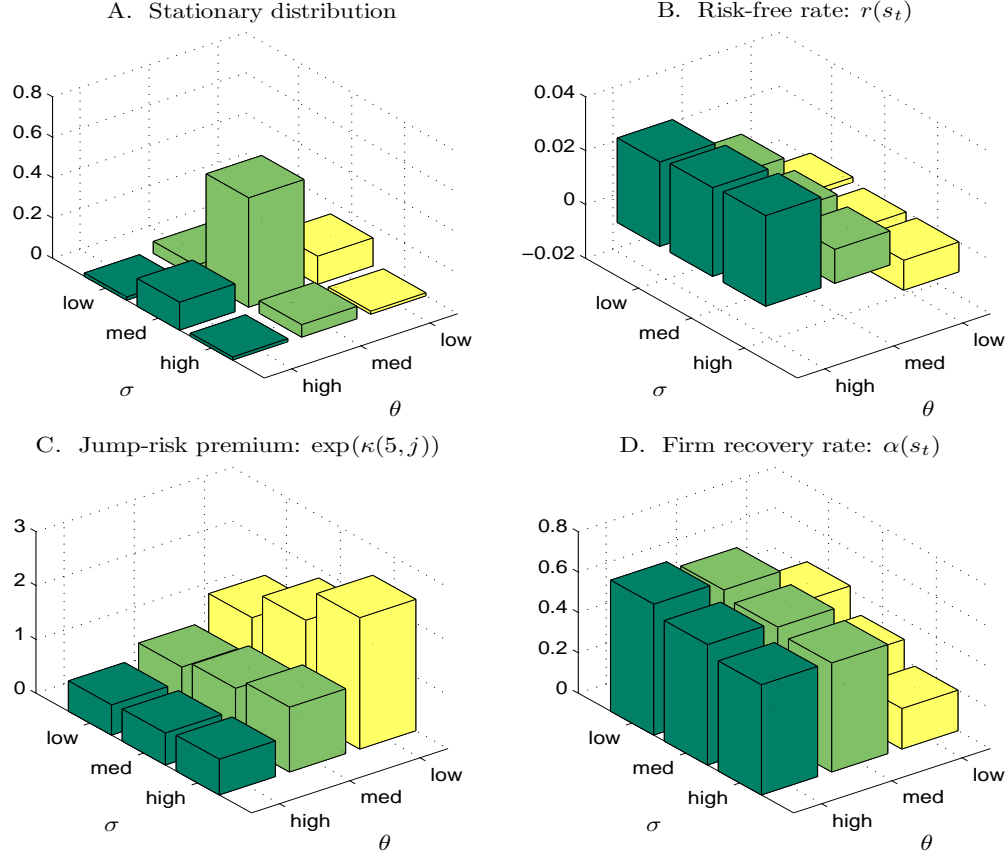 A. Stationary distribution
0.8
0.6
0.4
0.2
0
low
med
high
σ
high
med
low
θ
B. Risk-free rate: r(s_t)
0.04
0.02
0
−0.02
low
med
high
σ
high
med
low
θ
C. Jump-risk premium: exp(κ(5, j))
3
2
1
0
low
med
high
σ
high
med
low
θ
D. Firm recovery rate: α(s_t)
0.8
0.6
0.4
0.2
0
low
med
high
σ
high
med
low
θ